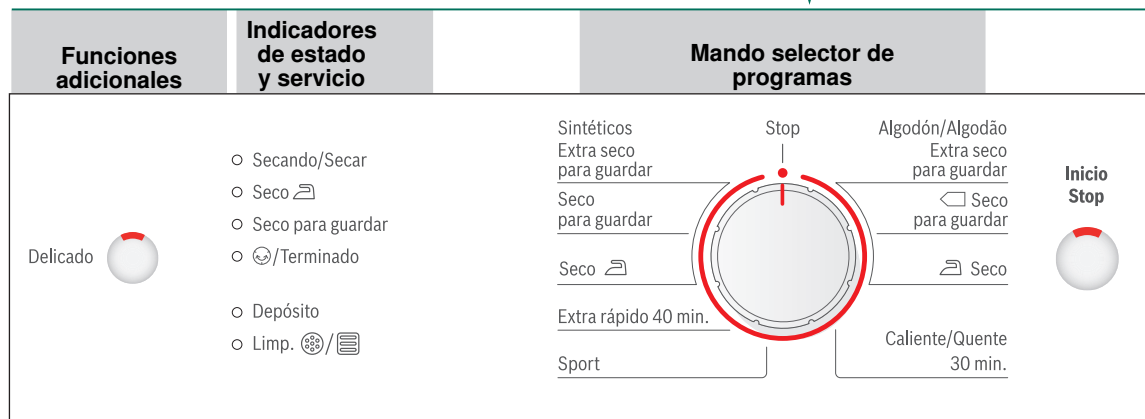 Funciones
adicionales
Indicadores
de estado
y servicio
Mando selector de
programas
Delicado
Secando/Secar
Seco
Seco para guardar
/Terminado
Depósito
Limp. /
Sintéticos
Extra seco
para guardar
Seco
para guardar
Seco
Extra rápido 40 min.
Sport
Stop
Algodón/Algodão
Extra seco
para guardar
Seco
para guardar
Seco
Caliente/Quente
30 min.
Inicio
Stop